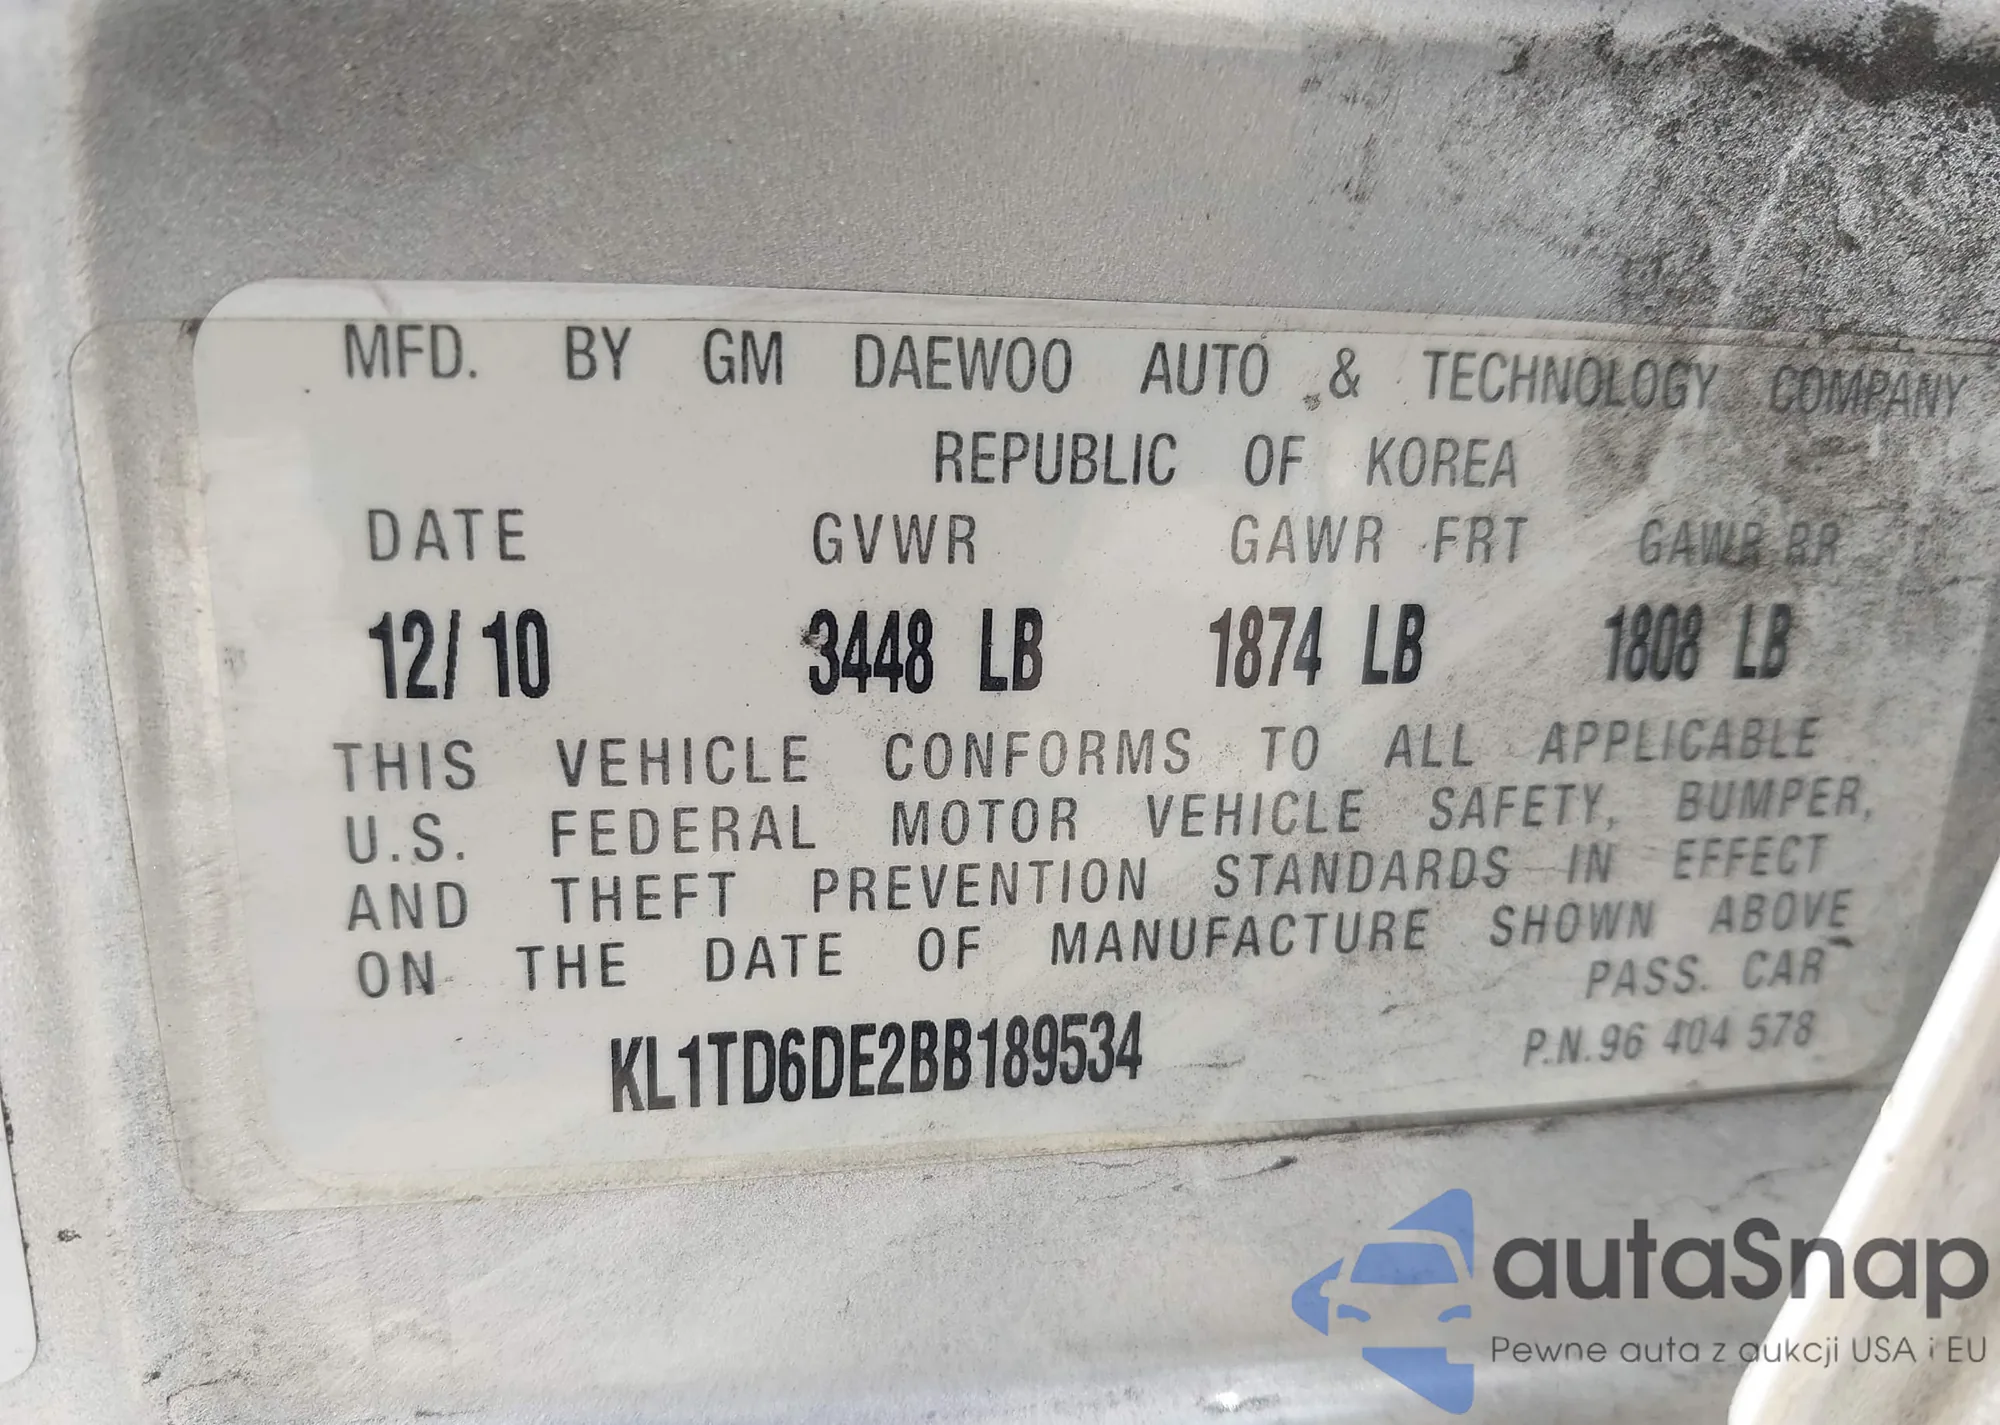 MFD. BY GM DAEWOO AUTO & TECHNOLOGY COMPANY
REPUBLIC OF KOREA
DATE GVWR GAWR FRT GAWR RR
12/10 3448 LB 1874 LB 1808 LB
THIS VEHICLE CONFORMS TO ALL APPLICABLE
U.S. FEDERAL MOTOR VEHICLE SAFETY, BUMPER,
AND THEFT PREVENTION STANDARDS IN EFFECT
ON THE DATE OF MANUFACTURE SHOWN ABOVE
PASS. CAR
KL1TD6DE2BB189534
P.N.96 404 578
autaSnap
Pewne auta z aukcji USA i EU